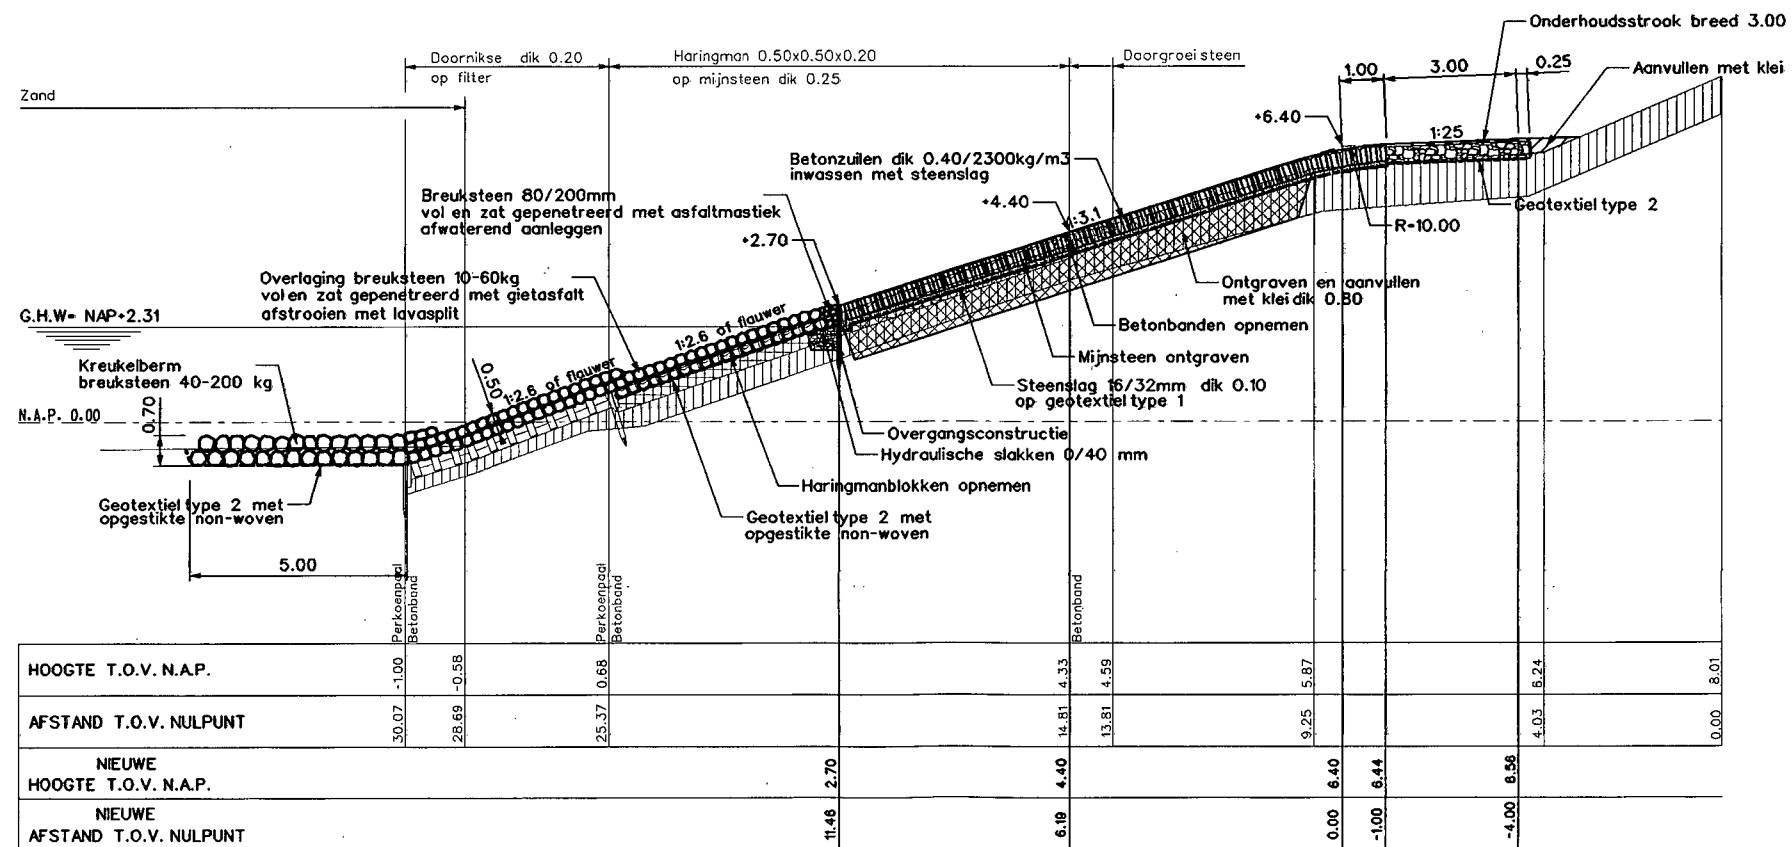 Onderhoudsstrook breed 3.00
Doornikse dik 0.20
op filter
Haringman 0.50x0.50x0.20
op mijnsteen dik 0.25
Doorgroeisteen
1.00
3.00
0.25
Aanvullen met klei
Zand
+6.40
1:25
Betonzuilen dik 0.40/2300kg/m3
inwassen met steenslag
Breuksteen 80/200mm
vol en zat gepenetreerd met asfaltmastiek
afwaterend aanleggen
+4.40
1:3.1
Geotextiel type 2
R=10.00
+2.70
Overlaging breuksteen 10-60kg
vol en zat gepenetreerd met gietasfalt
afstrooien met lavasplit
Ontgraven en aanvullen
met klei dik 0.80
G.H.W= NAP+2.31
1:2.6 of flauwer
Betonbanden opnemen
Kreukelberm
breuksteen 40-200 kg
Mijnsteen ontgraven
0.50
1:2.6 of flauwer
Steenslag 16/32mm dik 0.10
op geotextiel type 1
N.A.P. 0.00
0.70
Overgangsconstructie
Hydraulische slakken 0/40 mm
Haringmanblokken opnemen
Geotextiel type 2 met
opgestikte non-woven
Geotextiel type 2 met
opgestikte non-woven
5.00
Perkoenpaal
Betonband
Perkoenpaal
Betonband
Betonband
HOOGTE T.O.V. N.A.P. -1.00 -0.58 0.68 4.33 4.59 5.87 6.24 8.01
AFSTAND T.O.V. NULPUNT 30.07 28.69 25.37 14.81 13.81 9.25 4.03 0.00
NIEUWE
HOOGTE T.O.V. N.A.P. 2.70 4.40 6.40 6.44 6.56
NIEUWE
AFSTAND T.O.V. NULPUNT 11.46 6.19 0.00 -1.00 -4.00